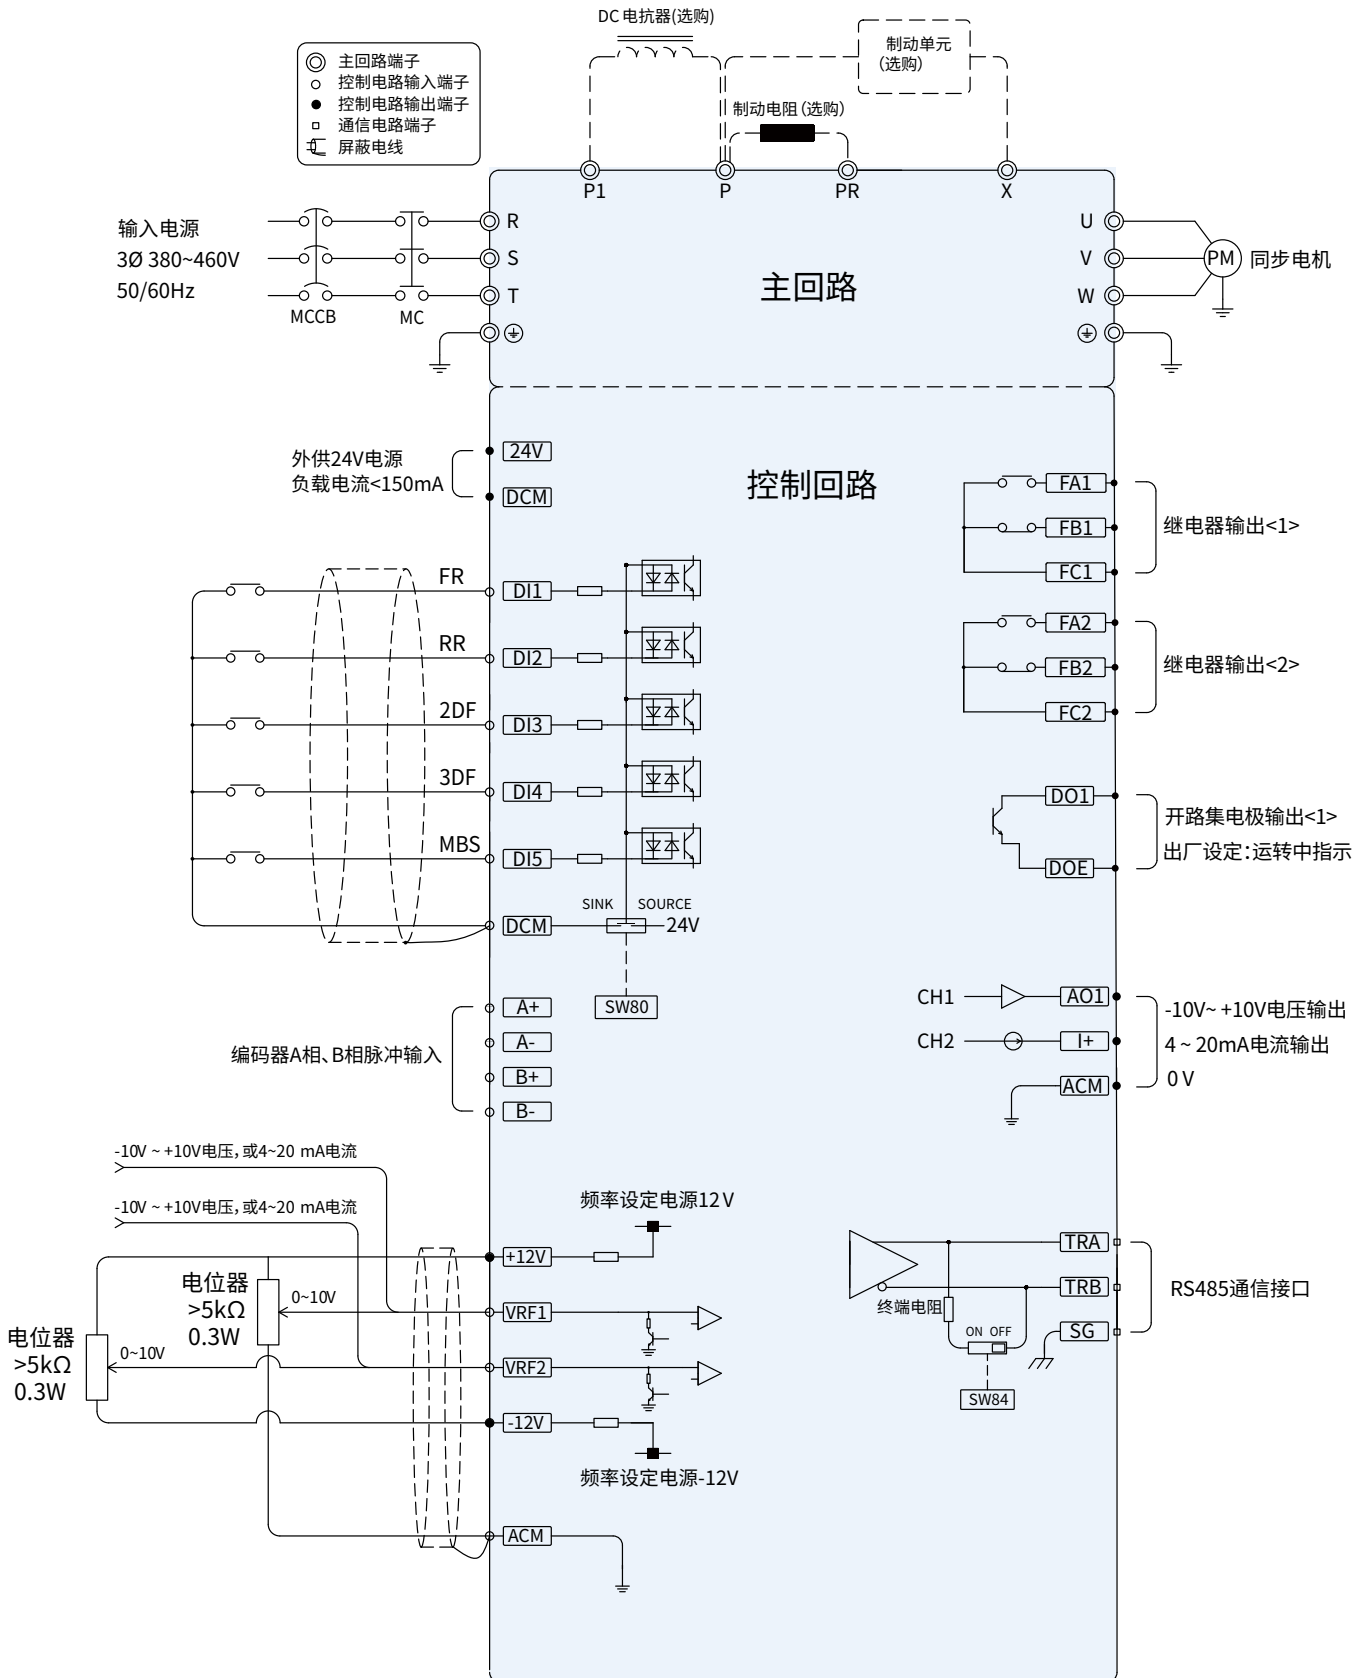 DC 电抗器(选购)
主回路端子
控制电路输入端子
控制电路输出端子
通信电路端子
屏蔽电线
制动单元
(选购)
制动电阻(选购)
P1
P
PR
X
输入电源
3Ø 380~460V
50/60Hz
MCCB
MC
R
S
T
主回路
U
V
W
PM
同步电机
外供24V电源
负载电流<150mA
24V
DCM
控制回路
FA1
FB1
FC1
继电器输出<1>
FA2
FB2
FC2
继电器输出<2>
FR
DI1
RR
DI2
2DF
DI3
3DF
DI4
MBS
DI5
DCM
SINK SOURCE
24V
SW80
DO1
DOE
开路集电极输出<1>
出厂设定:运转中指示
A+
A-
B+
B-
编码器A相、B相脉冲输入
CH1
AO1
-10V~ +10V电压输出
CH2
I+
4 ~ 20mA电流输出
ACM
0 V
-10V ~ +10V电压,或4~20 mA电流
-10V ~ +10V电压,或4~20 mA电流
频率设定电源12 V
+12V
电位器
>5kΩ
0.3W
0~10V
VRF1
电位器
>5kΩ
0.3W
0~10V
VRF2
-12V
频率设定电源-12V
ACM
TRA
TRB
SG
RS485通信接口
终端电阻
ON OFF
SW84